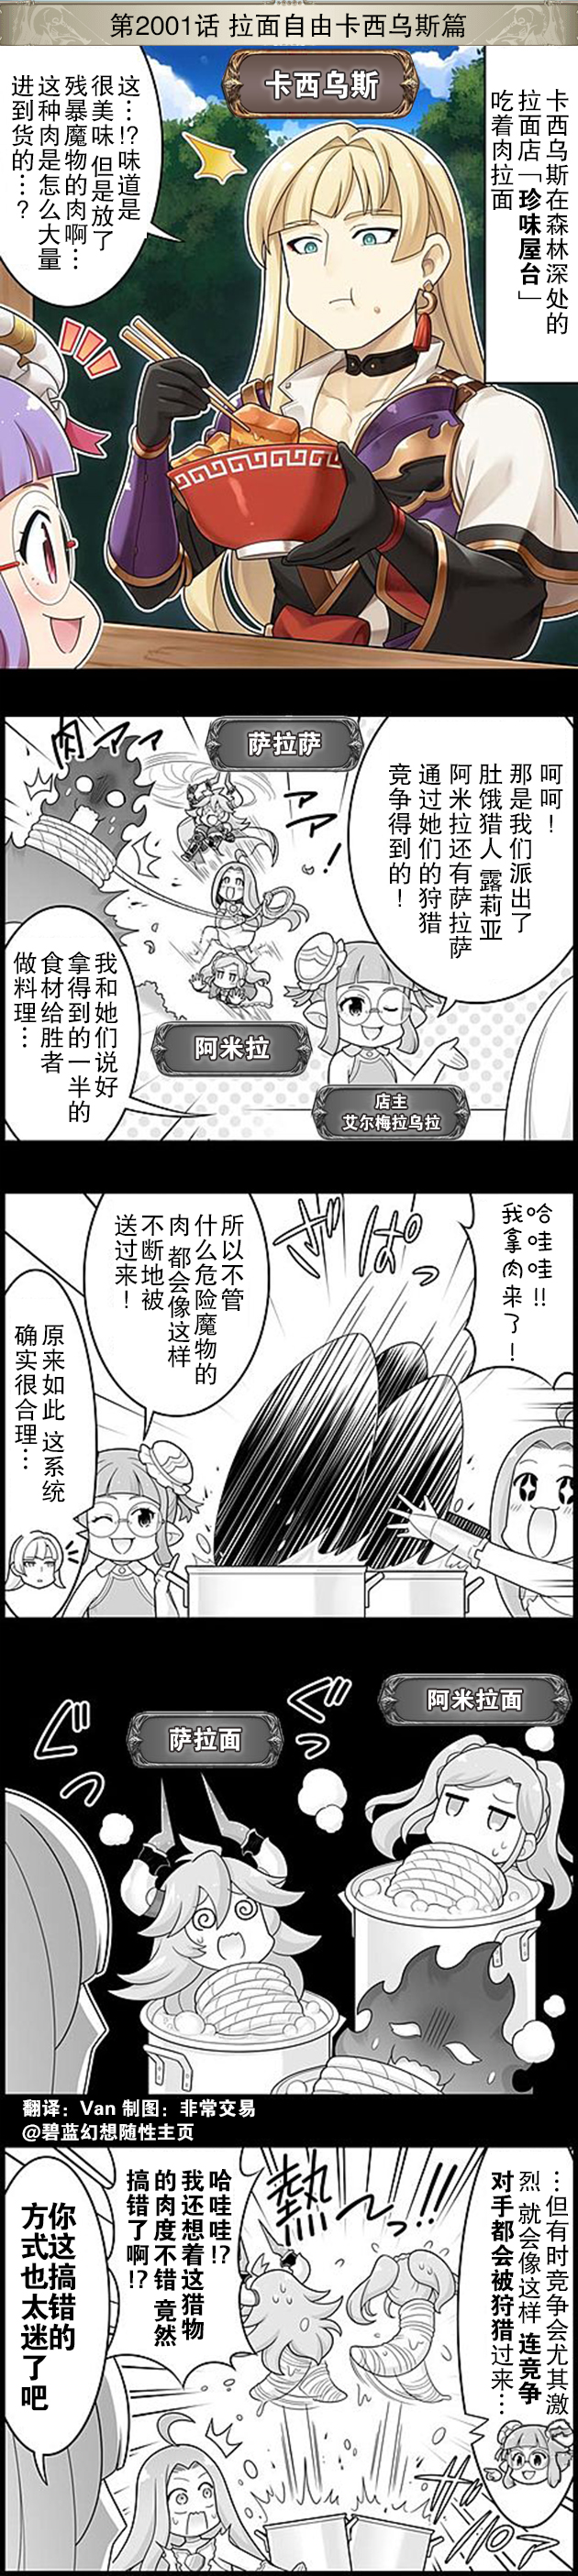 第2001话 拉面自由卡西乌斯篇
卡西乌斯在森林深处的
拉面店「珍味屋台」
吃着肉拉面
卡西乌斯
这…!?味道是
很美味 但是放了
残暴魔物的肉啊…
这种肉是怎么大量
进到货的…?
呵呵！
那是我们派出了
肚饿猎人 露莉亚
阿米拉还有萨拉萨
通过她们的狩猎
竞争得到的！
萨拉萨
肉アアア
アアア!
阿米拉
店主
艾尔梅拉乌拉
我和她们说好
拿得到的一半的
食材给胜者
做料理…
哈哇哇!!
我拿肉来了!
所以不管
什么危险魔物的
肉 都会像这样
不断地被
送过来！
原来如此 这系统
确实很合理…
阿米拉面
萨拉面
ぐつ
ぐつ
翻译：Van 制图：非常交易
@碧蓝幻想随性主页
…但有时竞争会尤其激
烈 就会像这样 连竞争
对手都会被狩猎过来…
熱～っ!!
哈哇哇!?
我还想着这猎物
的肉度不错 竟然
搞错了啊!?
你这搞错的
方式也太迷了吧